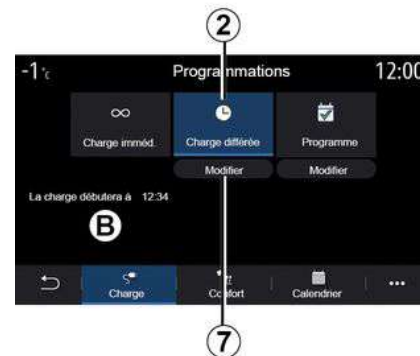 2
-1°c Programmations 12:00
Charge imméd. Charge différée Programme
Modifier Modifier
La charge débutera à 12:34
B
Charge Confort Calendrier
7